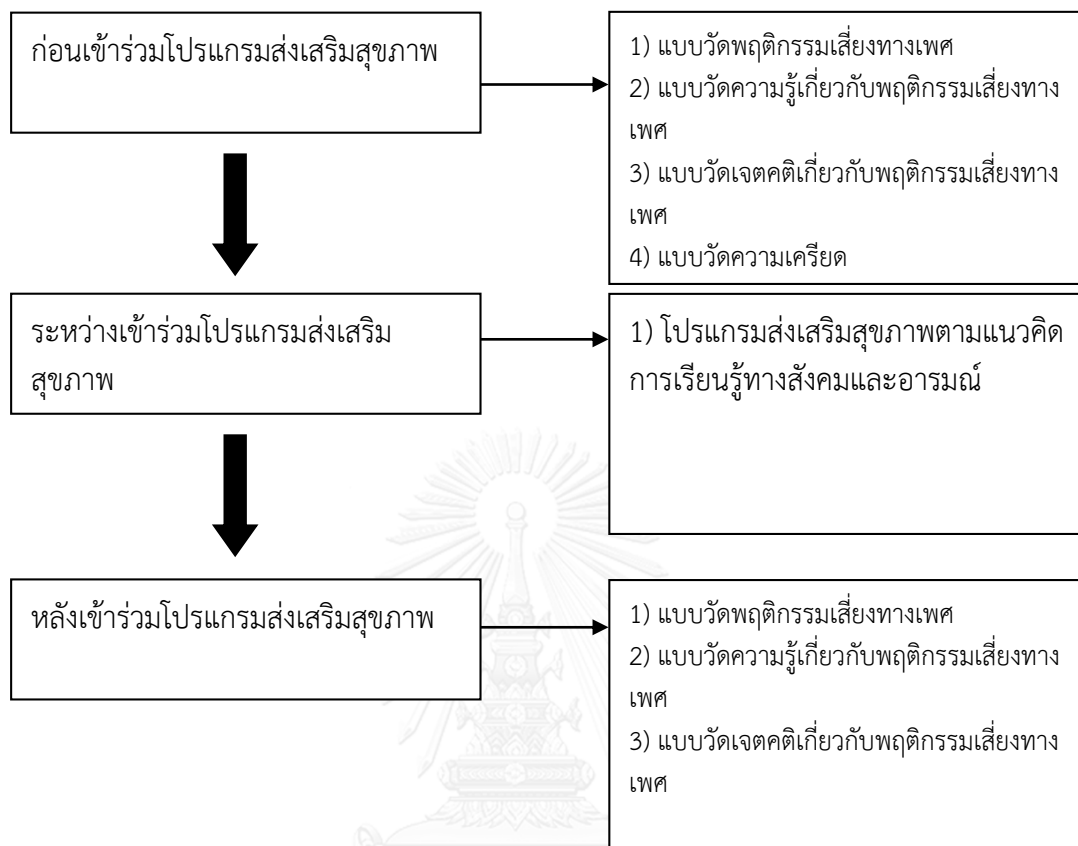 ก่อนเข้าร่วมโปรแกรมส่งเสริมสุขภาพ
1) แบบวัดพฤติกรรมเสี่ยงทางเพศ
2) แบบวัดความรู้เกี่ยวกับพฤติกรรมเสี่ยงทาง
เพศ
3) แบบวัดเจตคติเกี่ยวกับพฤติกรรมเสี่ยงทาง
เพศ
4) แบบวัดความเครียด
ระหว่างเข้าร่วมโปรแกรมส่งเสริม
สุขภาพ
1) โปรแกรมส่งเสริมสุขภาพตามแนวคิด
การเรียนรู้ทางสังคมและอารมณ์
หลังเข้าร่วมโปรแกรมส่งเสริมสุขภาพ
1) แบบวัดพฤติกรรมเสี่ยงทางเพศ
2) แบบวัดความรู้เกี่ยวกับพฤติกรรมเสี่ยงทาง
เพศ
3) แบบวัดเจตคติเกี่ยวกับพฤติกรรมเสี่ยงทาง
เพศ